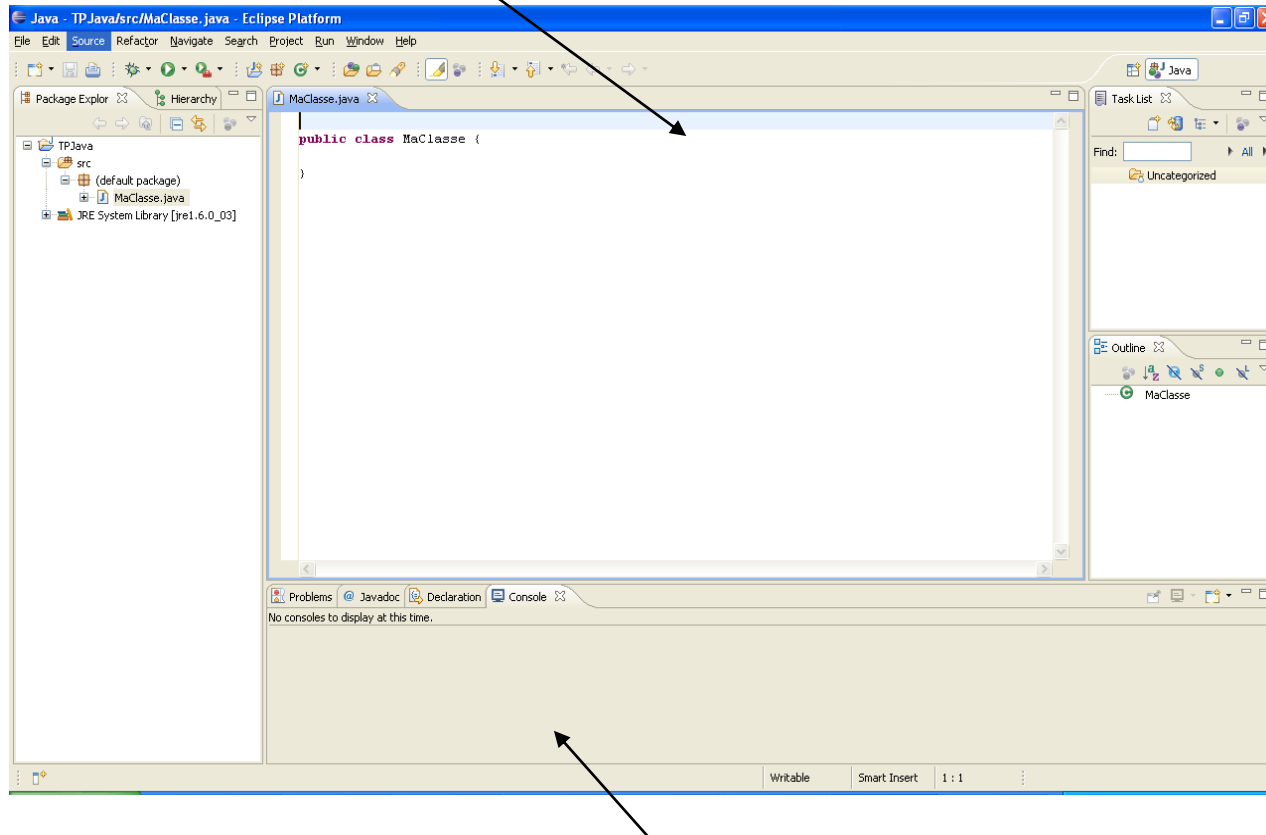 Java - TPJava/src/MaClasse.java - Eclipse Platform
File Edit Source Refactor Navigate Search Project Run Window Help
Java
Package Explor Hierarchy
TPJava
src
(default package)
MaClasse.java
JRE System Library [jre1.6.0_03]
MaClasse.java
public class MaClasse {
}
Task List
Find: All
Uncategorized
Outline
MaClasse
Problems Javadoc Declaration Console
No consoles to display at this time.
Writable Smart Insert 1 : 1